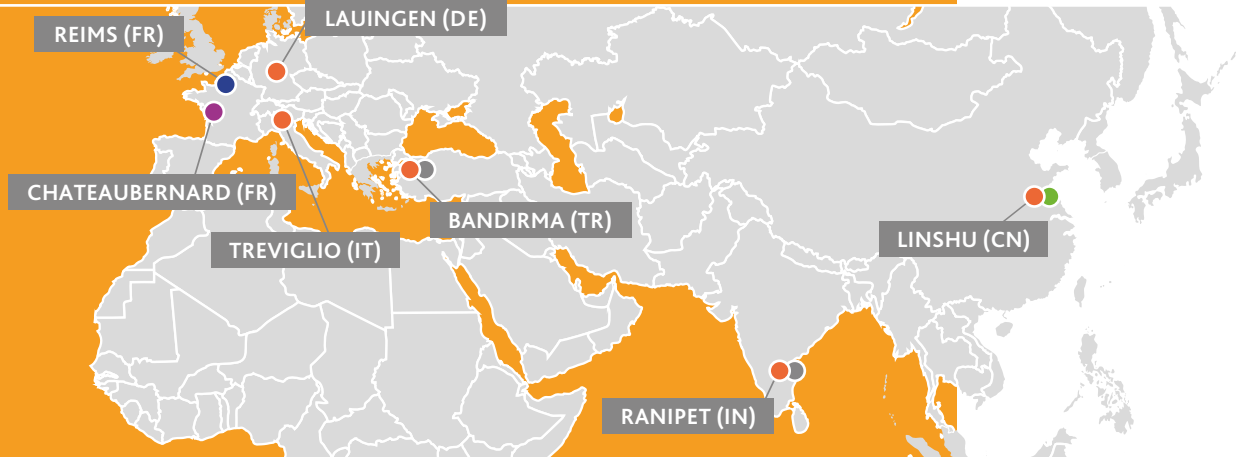 LAUINGEN (DE)
REIMS (FR)
CHATEAUBERNARD (FR)
BANDIRMA (TR)
TREVIGLIO (IT)
LINSHU (CN)
RANIPET (IN)